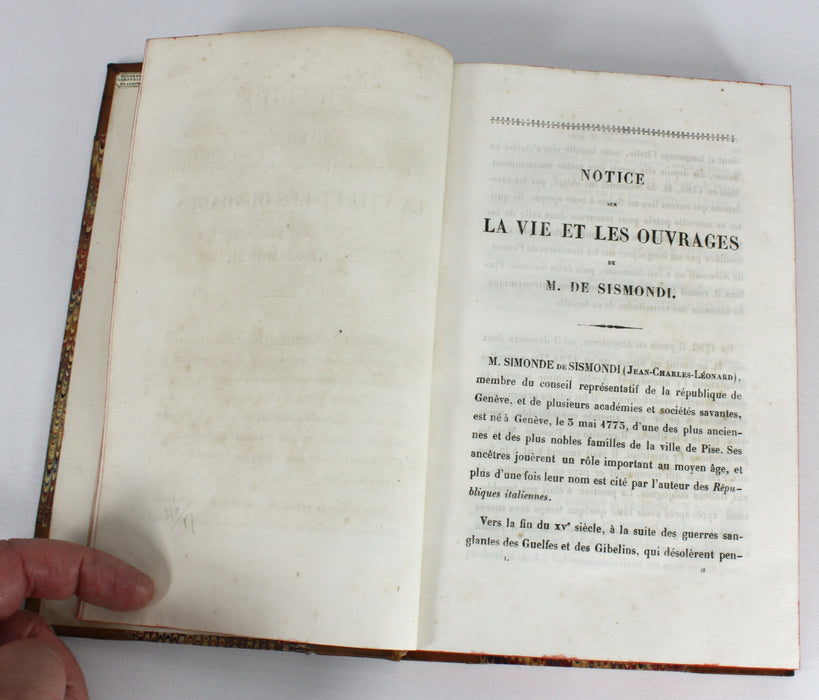 NOTICE
SUR
LA VIE ET LES OUVRAGES
DE
M. DE SISMONDI.
M. SIMONDE DE SISMONDI (JEAN-CHARLES-LÉONARD),
membre du conseil représentatif de la république de
Genève, et de plusieurs académies et sociétés savantes,
est né à Genève, le 5 mai 1773, d'une des plus ancien-
nes et des plus nobles familles de la ville de Pise. Ses
ancêtres jouèrent un rôle important au moyen âge, et
plus d'une fois leur nom est cité par l'auteur des Répu-
bliques italiennes.
Vers la fin du XVe siècle, à la suite des guerres san-
glantes des Guelfes et des Gibelins, qui désolèrent pen-
I. a